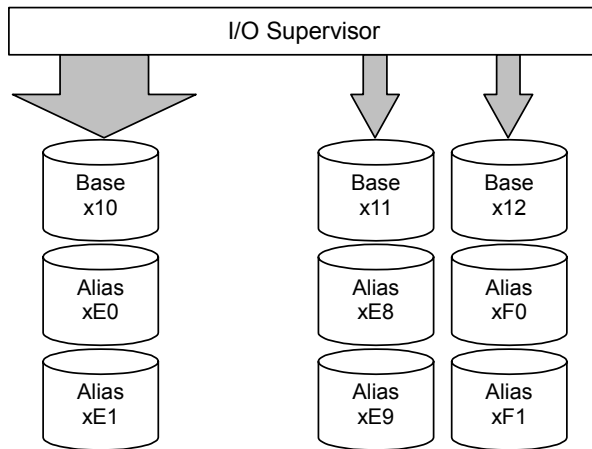 I/O Supervisor
Base
x10
Base
x11
Base
x12
Alias
xE0
Alias
xE8
Alias
xF0
Alias
xE1
Alias
xE9
Alias
xF1